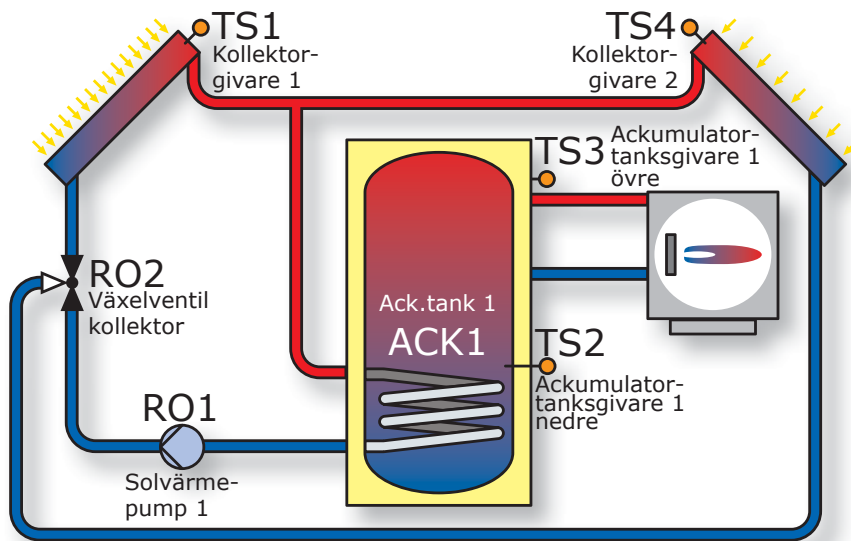 TS1
Kollektor-
givare 1
TS4
Kollektor-
givare 2
TS3
Ackumulator-
tanksgivare 1
övre
RO2
Växelventil
kollektor
Ack.tank 1
ACK1
TS2
Ackumulator-
tanksgivare 1
nedre
RO1
Solvärme-
pump 1